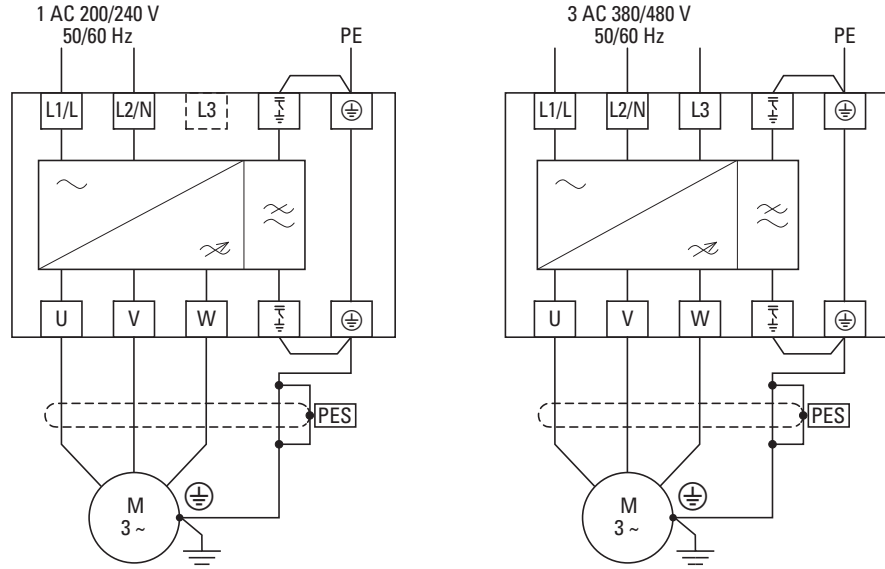 1 AC 200/240 V
50/60 Hz
PE
L1/L L2/N L3
U V W
PES
M
3 ~
3 AC 380/480 V
50/60 Hz
PE
L1/L L2/N L3
U V W
PES
M
3 ~